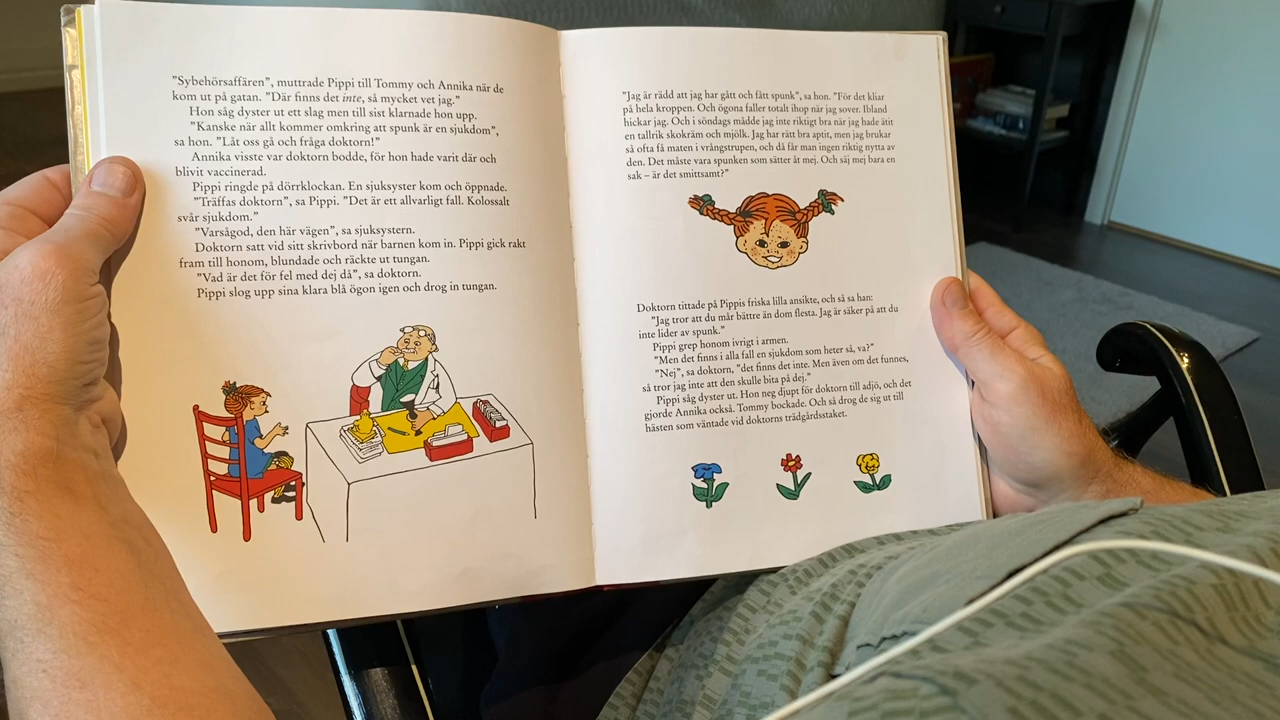 ”Sybehörsaffären”, muttrade Pippi till Tommy och Annika när de
kom ut på gatan. ”Där finns det inte, så mycket vet jag.”
Hon såg dyster ut ett slag men till sist klarnade hon upp.
”Kanske när allt kommer omkring att spunk är en sjukdom”,
sa hon. ”Låt oss gå och fråga doktorn!”
Annika visste var doktorn bodde, för hon hade varit där och
blivit vaccinerad.
Pippi ringde på dörrklockan. En sjuksyster kom och öppnade.
”Träffas doktorn”, sa Pippi. ”Det är ett allvarligt fall. Kolossalt
svår sjukdom.”
”Varsågod, den här vägen”, sa sjuksystern.
Doktorn satt vid sitt skrivbord när barnen kom in. Pippi gick rakt
fram till honom, blundade och räckte ut tungan.
”Vad är det för fel med dej då”, sa doktorn.
Pippi slog upp sina klara blå ögon igen och drog in tungan.
”Jag är rädd att jag har gått och fått spunk”, sa hon. ”För det kliar
på hela kroppen. Och ögona faller totalt ihop när jag sover. Ibland
hickar jag. Och i söndags mådde jag inte riktigt bra när jag hade ätit
en tallrik skokräm och mjölk. Jag har rätt bra aptit, men jag brukar
så ofta få maten i vrångstrupen, och då får man ingen riktig nytta av
den. Det måste vara spunken som sätter åt mej. Och säj mej bara en
sak – är det smittsamt?”
Doktorn tittade på Pippis friska lilla ansikte, och så sa han:
”Jag tror att du mår bättre än dom flesta. Jag är säker på att du
inte lider av spunk.”
Pippi grep honom ivrigt i armen.
”Men det finns i alla fall en sjukdom som heter så, va?”
”Nej”, sa doktorn, ”det finns det inte. Men även om det funnes,
så tror jag inte att den skulle bita på dej.”
Pippi såg dyster ut. Hon neg djupt för doktorn till adjö, och det
gjorde Annika också. Tommy bockade. Och så drog de sig ut till
hästen som väntade vid doktorns trädgårdsstaket.